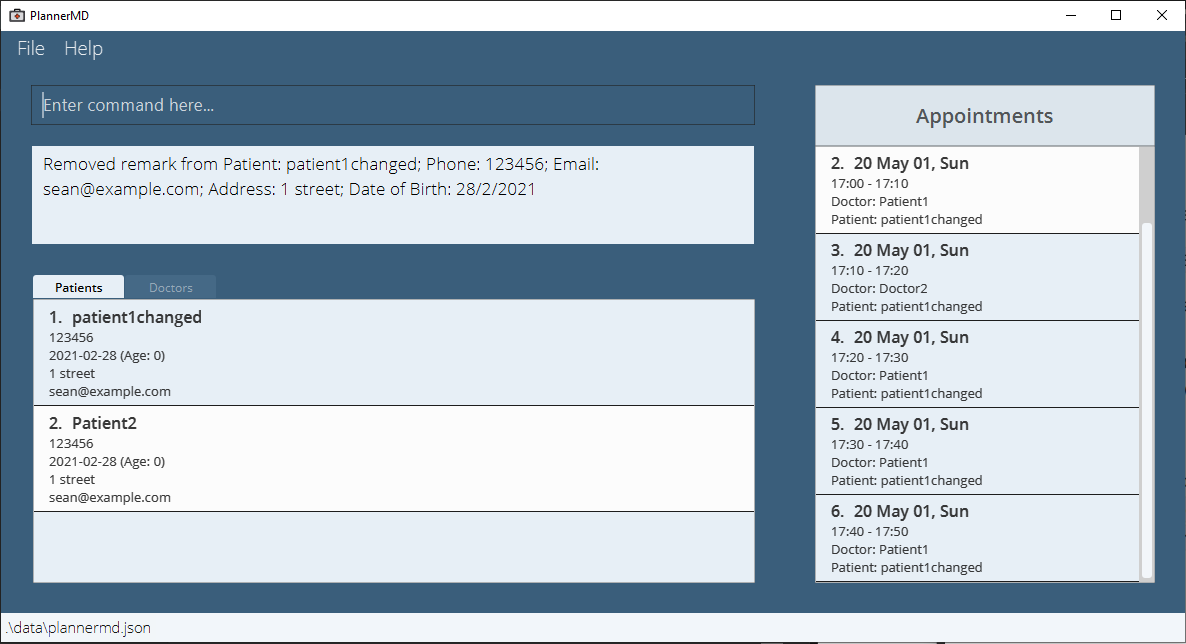 PlannerMD
File Help
Enter command here...
Removed remark from Patient: patient1changed; Phone: 123456; Email:
sean@example.com; Address: 1 street; Date of Birth: 28/2/2021
Patients Doctors
1. patient1changed
123456
2021-02-28 (Age: 0)
1 street
sean@example.com
2. Patient2
123456
2021-02-28 (Age: 0)
1 street
sean@example.com
Appointments
2. 20 May 01, Sun
17:00 - 17:10
Doctor: Patient1
Patient: patient1changed
3. 20 May 01, Sun
17:10 - 17:20
Doctor: Doctor2
Patient: patient1changed
4. 20 May 01, Sun
17:20 - 17:30
Doctor: Patient1
Patient: patient1changed
5. 20 May 01, Sun
17:30 - 17:40
Doctor: Patient1
Patient: patient1changed
6. 20 May 01, Sun
17:40 - 17:50
Doctor: Patient1
Patient: patient1changed
.\data\plannermd.json